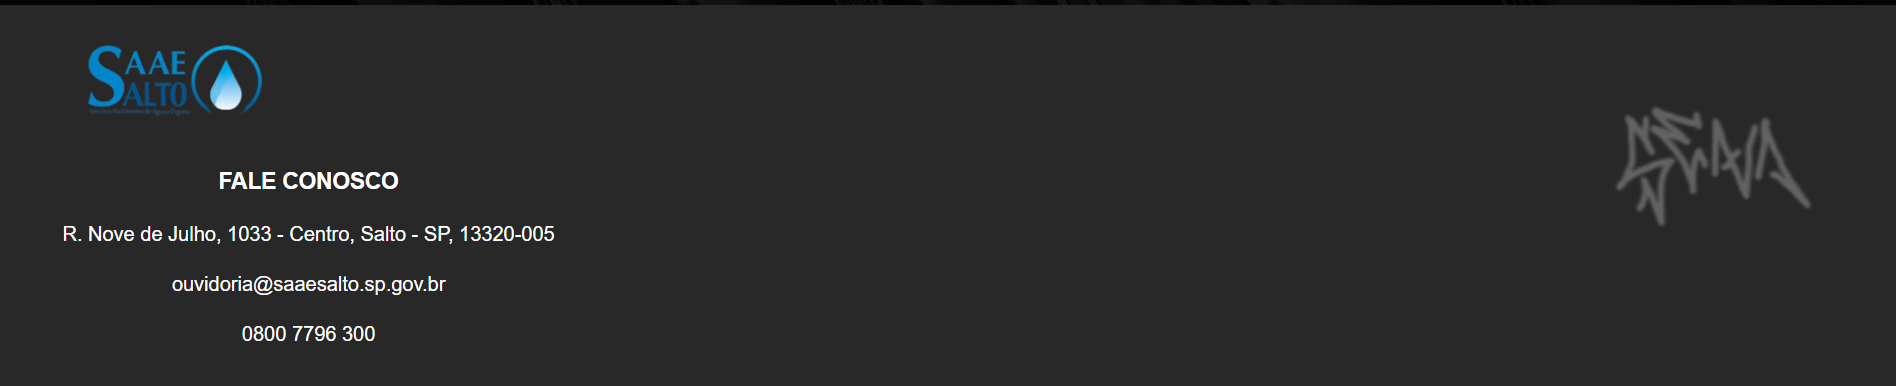 SAAE
SALTO
FALE CONOSCO
R. Nove de Julho, 1033 - Centro, Salto - SP, 13320-005
ouvidoria@saaesalto.sp.gov.br
0800 7796 300